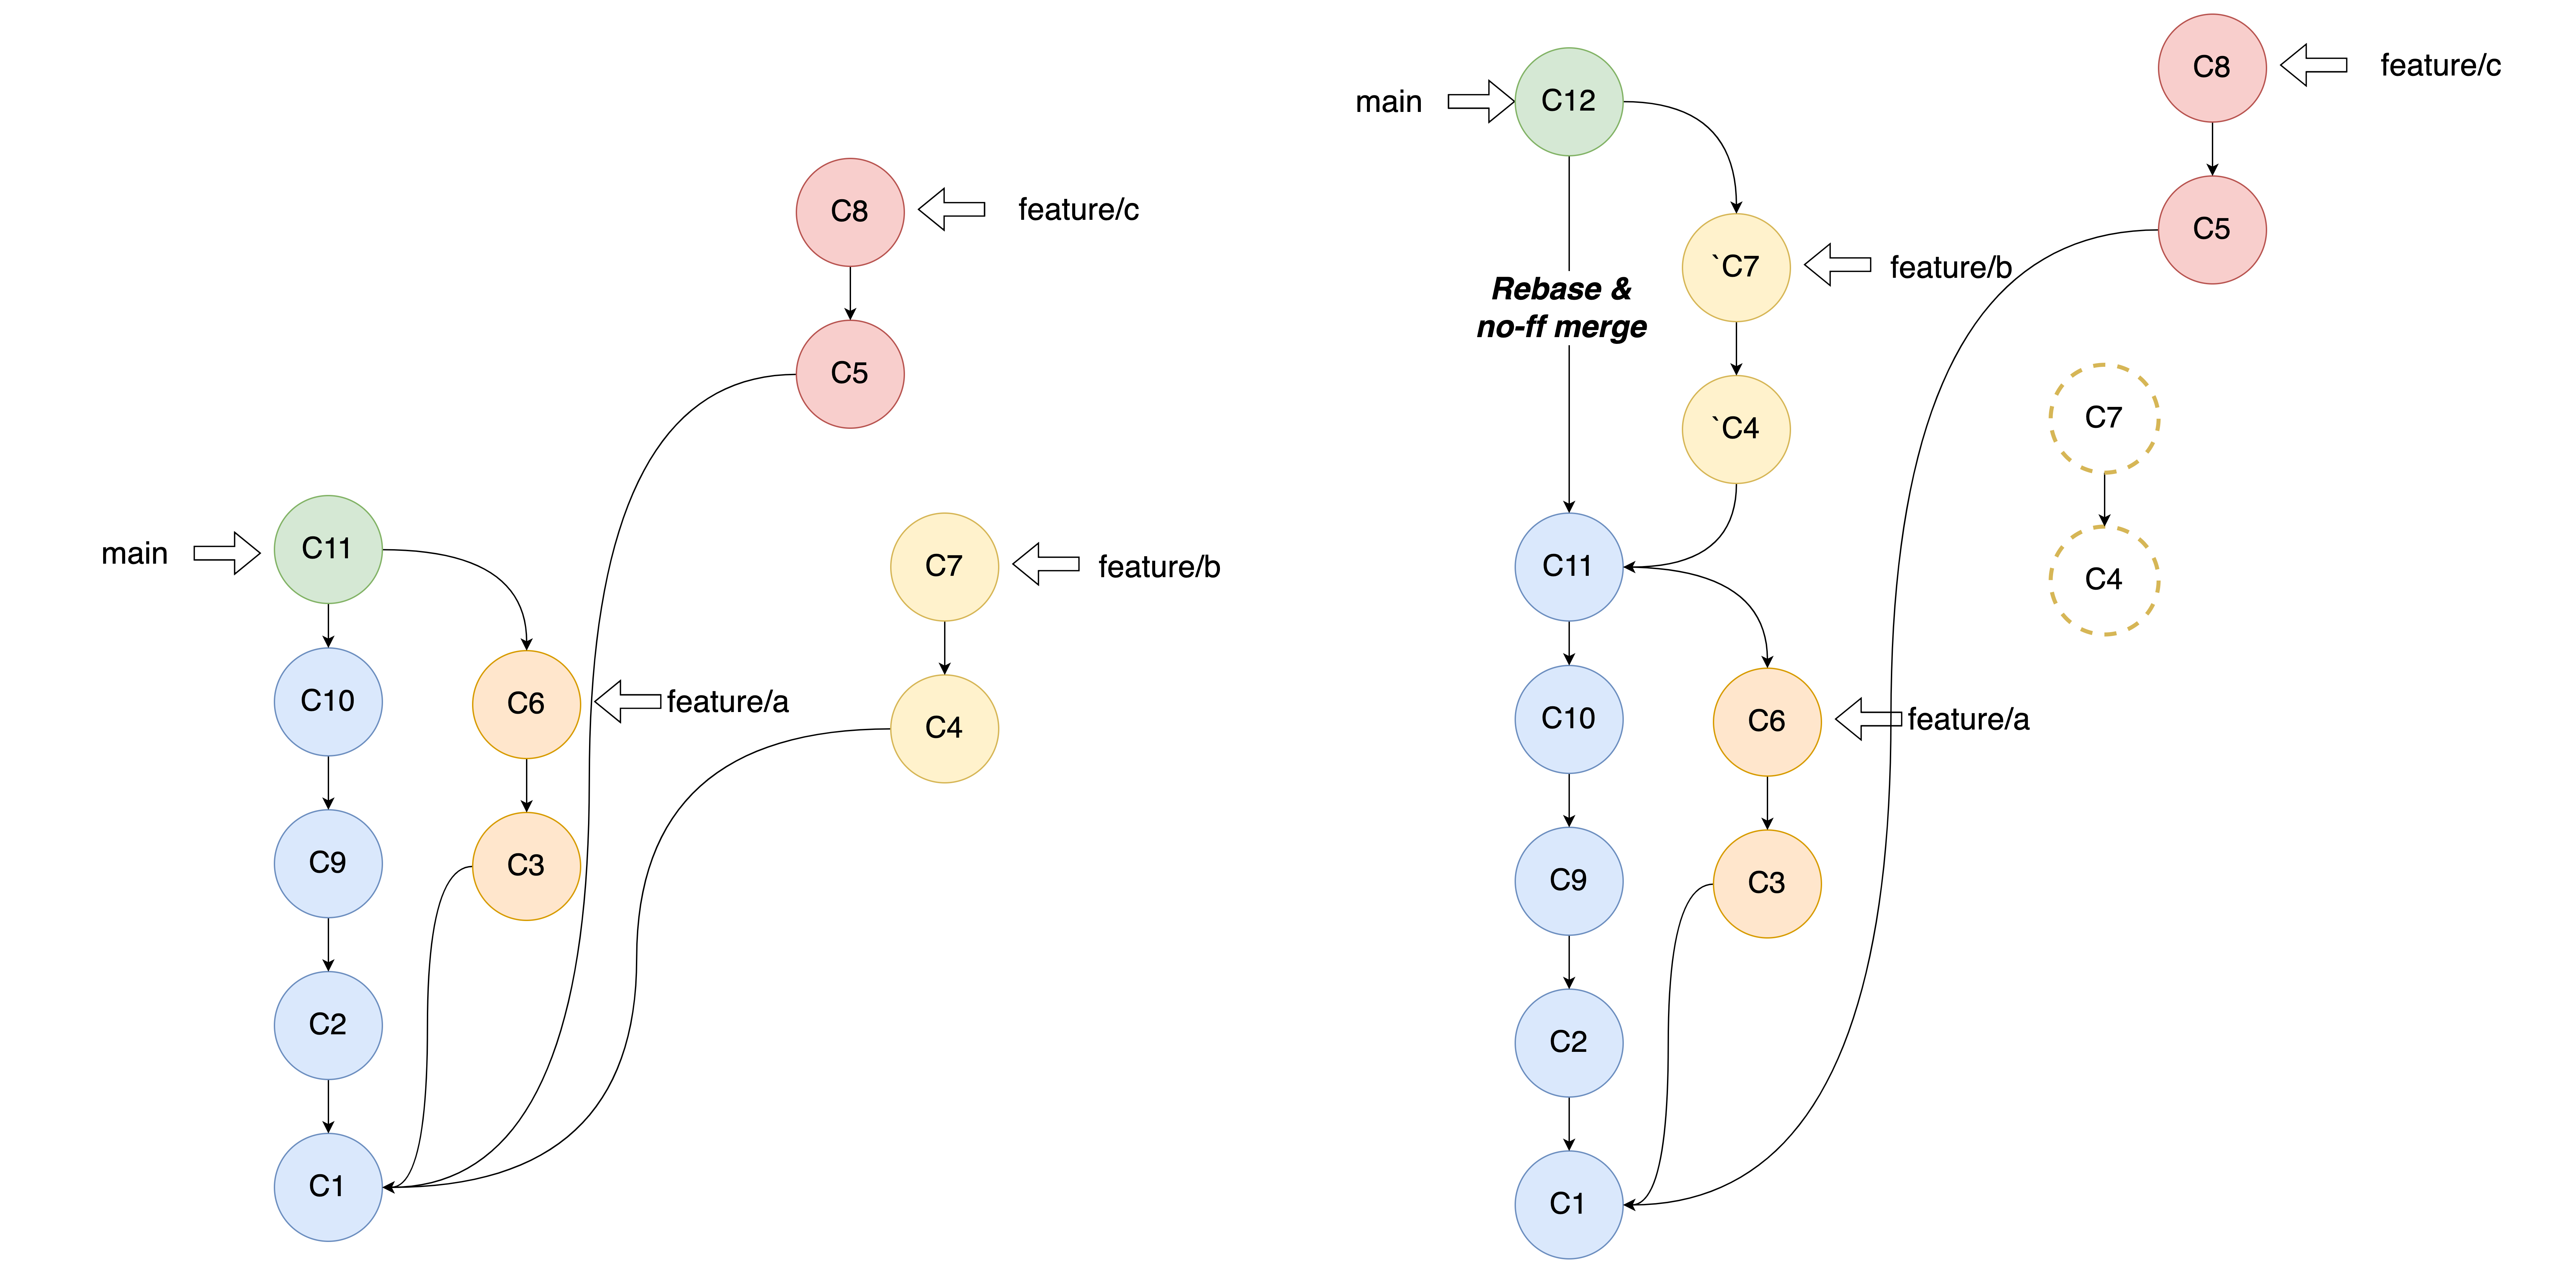 C8
feature/c
C5
main
C11
C7
feature/b
C10
C6
feature/a
C4
C9
C3
C2
C1
main
C12
C8
feature/c
C5
`C7
feature/b
Rebase &
no-ff merge
`C4
C7
C11
C4
C10
C6
feature/a
C9
C3
C2
C1